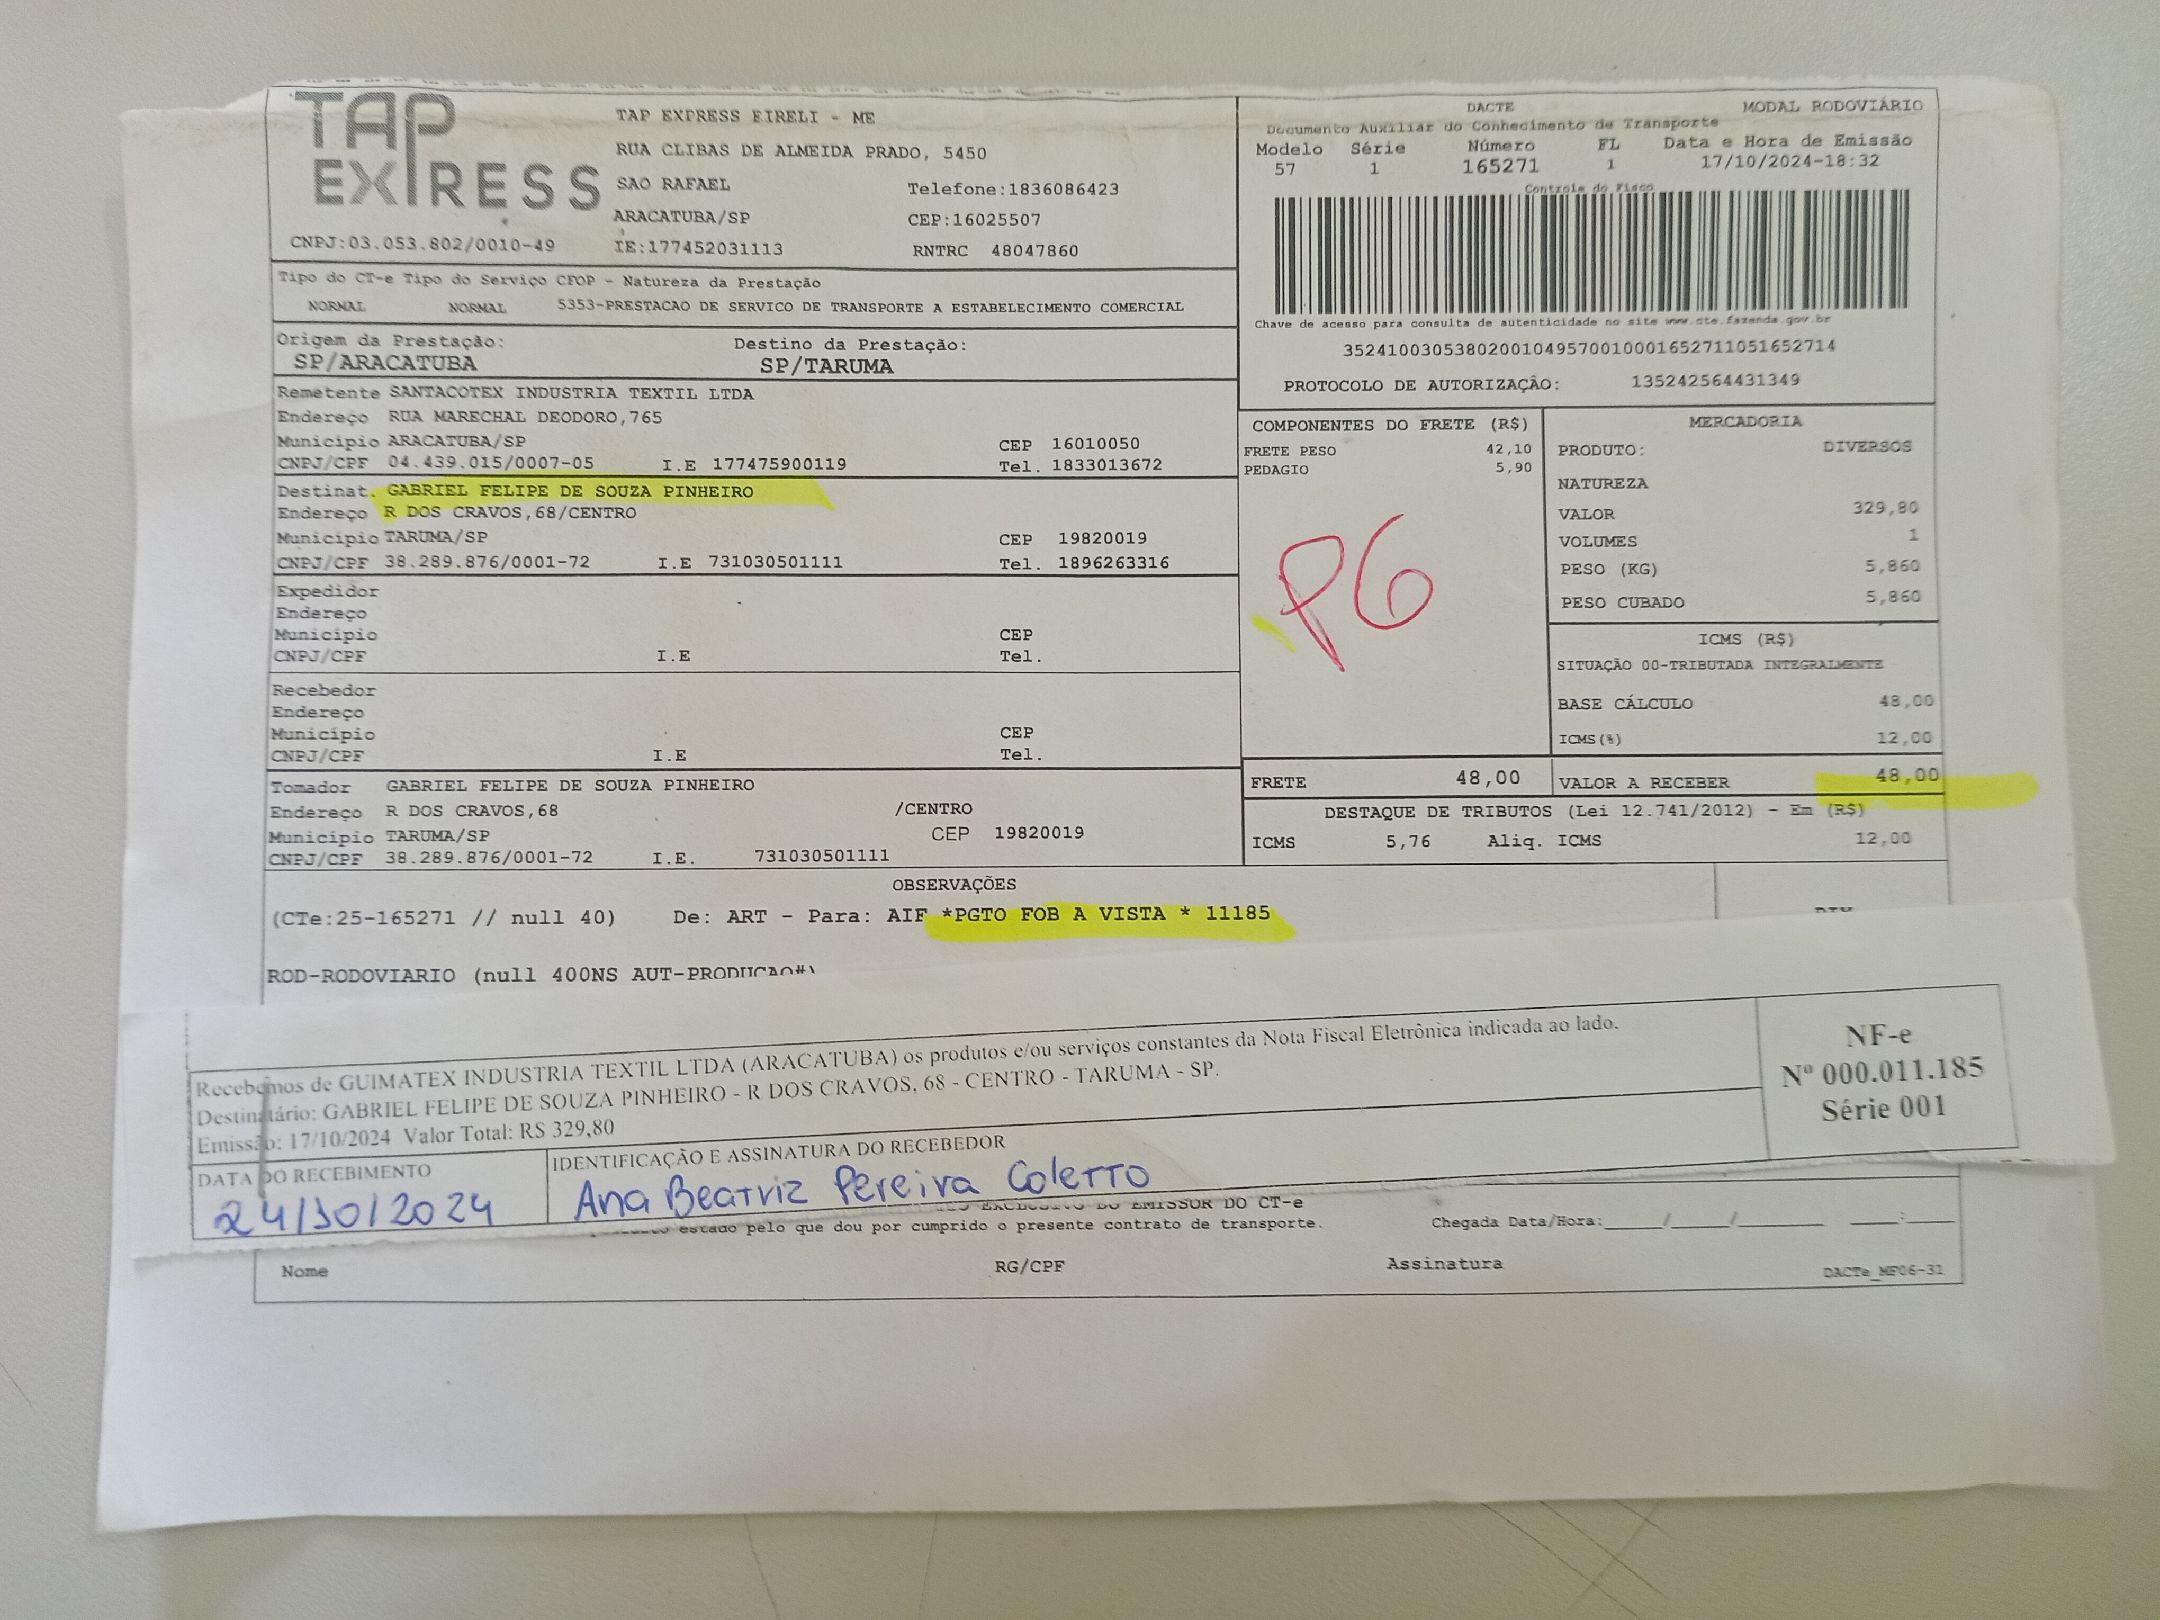 TAP EXPRESS
TAP EXPRESS EIRELI - ME
RUA CLIBAS DE ALMEIDA PRADO, 5450
SAO RAFAEL Telefone:1836086423
ARACATUBA/SP CEP:16025507
CNPJ:03.053.802/0010-49 IE:177452031113 RNTRC 48047860
DACTE MODAL RODOVIÁRIO
Documento Auxiliar do Conhecimento de Transporte
Modelo Série Número FL Data e Hora de Emissão
57 1 165271 1 17/10/2024-18:32
Controle do Fisco
Chave de acesso para consulta de autenticidade no site www.cte.fazenda.gov.br
35241003053802001049570010001652711051652714
PROTOCOLO DE AUTORIZAÇÃO: 135242564431349
Tipo do CT-e Tipo do Serviço CFOP - Natureza da Prestação
NORMAL NORMAL 5353-PRESTACAO DE SERVICO DE TRANSPORTE A ESTABELECIMENTO COMERCIAL
Origem da Prestação: Destino da Prestação:
SP/ARACATUBA SP/TARUMA
Remetente SANTACOTEX INDUSTRIA TEXTIL LTDA
Endereço RUA MARECHAL DEODORO,765
Município ARACATUBA/SP CEP 16010050
CNPJ/CPF 04.439.015/0007-05 I.E 177475900119 Tel. 1833013672
Destinat. GABRIEL FELIPE DE SOUZA PINHEIRO
Endereço R DOS CRAVOS,68/CENTRO
Município TARUMA/SP CEP 19820019
CNPJ/CPF 38.289.876/0001-72 I.E 731030501111 Tel. 1896263316
Expedidor
Endereço
Município CEP
CNPJ/CPF I.E Tel.
Recebedor
Endereço
Município CEP
CNPJ/CPF I.E Tel.
Tomador GABRIEL FELIPE DE SOUZA PINHEIRO
Endereço R DOS CRAVOS,68 /CENTRO
Município TARUMA/SP CEP 19820019
CNPJ/CPF 38.289.876/0001-72 I.E. 731030501111
COMPONENTES DO FRETE (R$)
FRETE PESO 42,10
PEDAGIO 5,90
PG
MERCADORIA
PRODUTO: DIVERSOS
NATUREZA
VALOR 329,80
VOLUMES 1
PESO (KG) 5,860
PESO CUBADO 5,860
ICMS (R$)
SITUAÇÃO 00-TRIBUTADA INTEGRALMENTE
BASE CÁLCULO 48,00
ICMS(%) 12,00
FRETE 48,00 VALOR A RECEBER 48,00
DESTAQUE DE TRIBUTOS (Lei 12.741/2012) - Em (R$)
ICMS 5,76 Aliq. ICMS 12,00
OBSERVAÇÕES
(CTe:25-165271 // null 40) De: ART - Para: AIF *PGTO FOB A VISTA * 11185
ROD-RODOVIARIO (null 400NS AUT-PRODUCAO#)
Recebemos de GUIMATEX INDUSTRIA TEXTIL LTDA (ARACATUBA) os produtos e/ou serviços constantes da Nota Fiscal Eletrônica indicada ao lado.
Destinatário: GABRIEL FELIPE DE SOUZA PINHEIRO - R DOS CRAVOS, 68 - CENTRO - TARUMA - SP.
Emissão: 17/10/2024 Valor Total: R$ 329,80
NF-e
Nº 000.011.185
Série 001
DATA DO RECEBIMENTO IDENTIFICAÇÃO E ASSINATURA DO RECEBEDOR
24/10/2024 Ana Beatriz Pereira Coletto
EXCLUSIVO DO EMISSOR DO CT-e
estado pelo que dou por cumprido o presente contrato de transporte. Chegada Data/Hora:_____/_____/_______ ____:____
Nome RG/CPF Assinatura DACTe_MF06-31